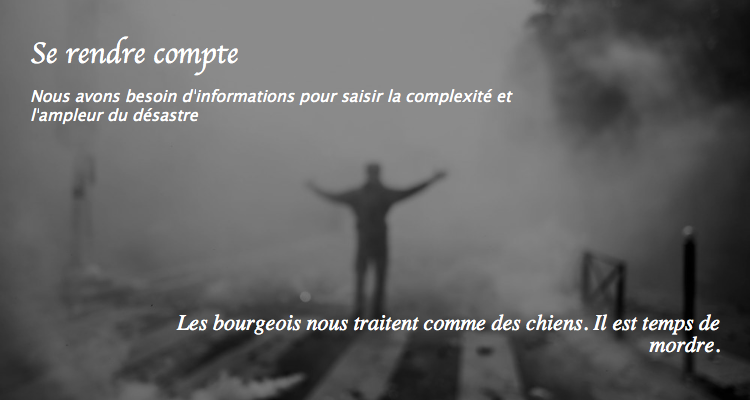 Se rendre compte
Nous avons besoin d'informations pour saisir la complexité et
l'ampleur du désastre
Les bourgeois nous traitent comme des chiens. Il est temps de
mordre.